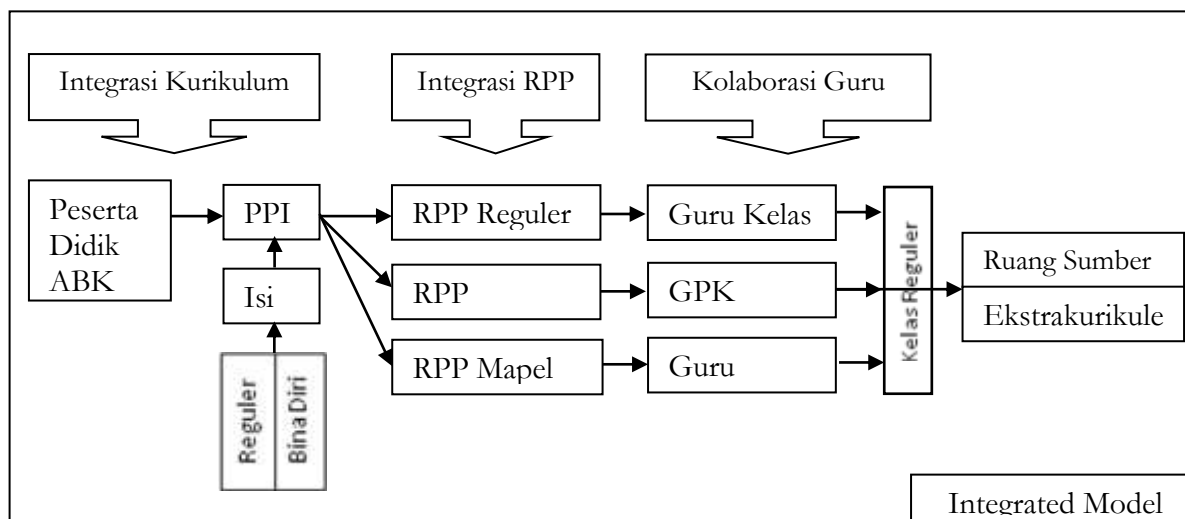 Integrasi Kurikulum
Integrasi RPP
Kolaborasi Guru
Peserta
Didik
ABK
PPI
Isi
Reguler
Bina Diri
RPP Reguler
RPP
RPP Mapel
Guru Kelas
GPK
Guru
Kelas Reguler
Ruang Sumber
Ekstrakurikule
Integrated Model